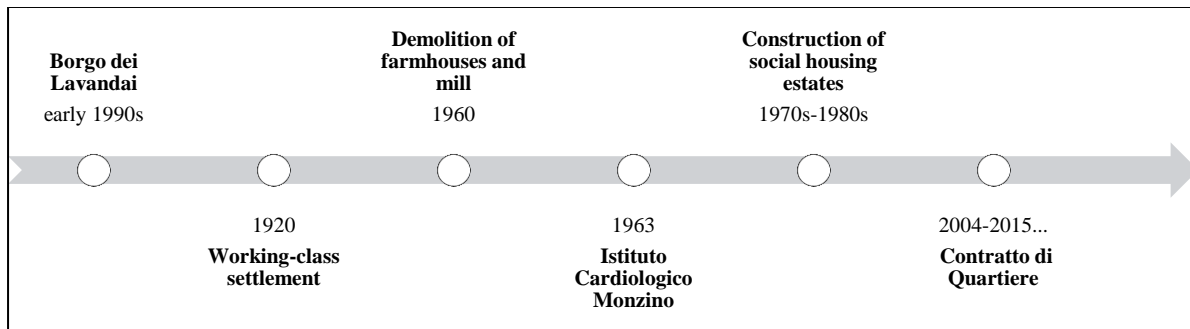 Borgo dei
Lavandai
early 1990s
1920
Working-class
settlement
Demolition of
farmhouses and
mill
1960
1963
Istituto
Cardiologico
Monzino
Construction of
social housing
estates
1970s-1980s
2004-2015...
Contratto di
Quartiere